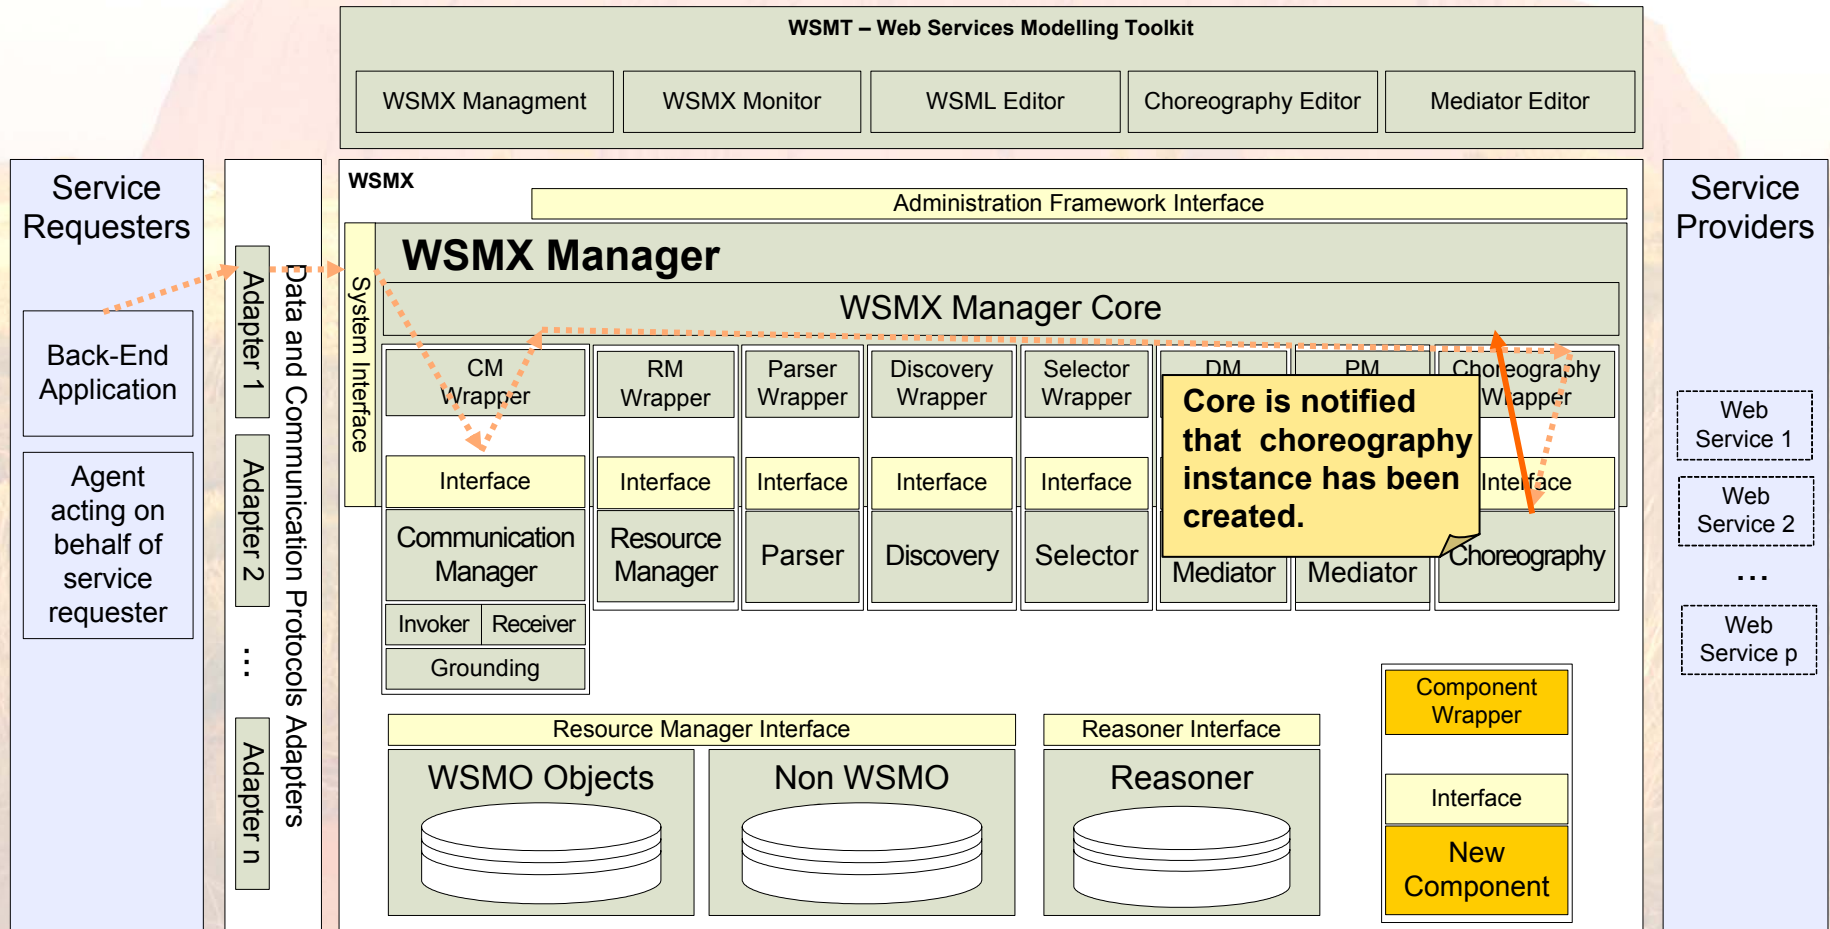 WSMT – Web Services Modelling Toolkit
WSMX Managment
WSMX Monitor
WSML Editor
Choreography Editor
Mediator Editor
Service
Requesters
Back-End
Application
Agent
acting on
behalf of
service
requester
Adapter 1
Adapter 2
...
Adapter n
Data and Communication Protocols Adapters
WSMX
Administration Framework Interface
System Interface
WSMX Manager
WSMX Manager Core
CM
Wrapper
RM
Wrapper
Parser
Wrapper
Discovery
Wrapper
Selector
Wrapper
DM
PM
Choreography
Wrapper
Core is notified
that choreography
instance has been
created.
Interface
Interface
Interface
Interface
Interface
Interface
Communication
Manager
Resource
Manager
Parser
Discovery
Selector
Mediator
Mediator
Choreography
Invoker
Receiver
Grounding
Resource Manager Interface
WSMO Objects
Non WSMO
Reasoner Interface
Reasoner
Component
Wrapper
Interface
New
Component
Service
Providers
Web
Service 1
Web
Service 2
...
Web
Service p